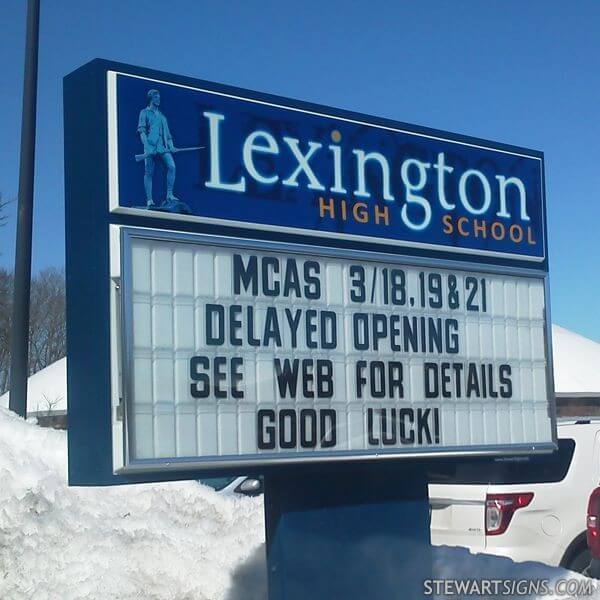 Lexington
HIGH SCHOOL
MCAS 3/18,19&21
DELAYED OPENING
SEE WEB FOR DETAILS
GOOD LUCK!
STEWARTSIGNS.COM